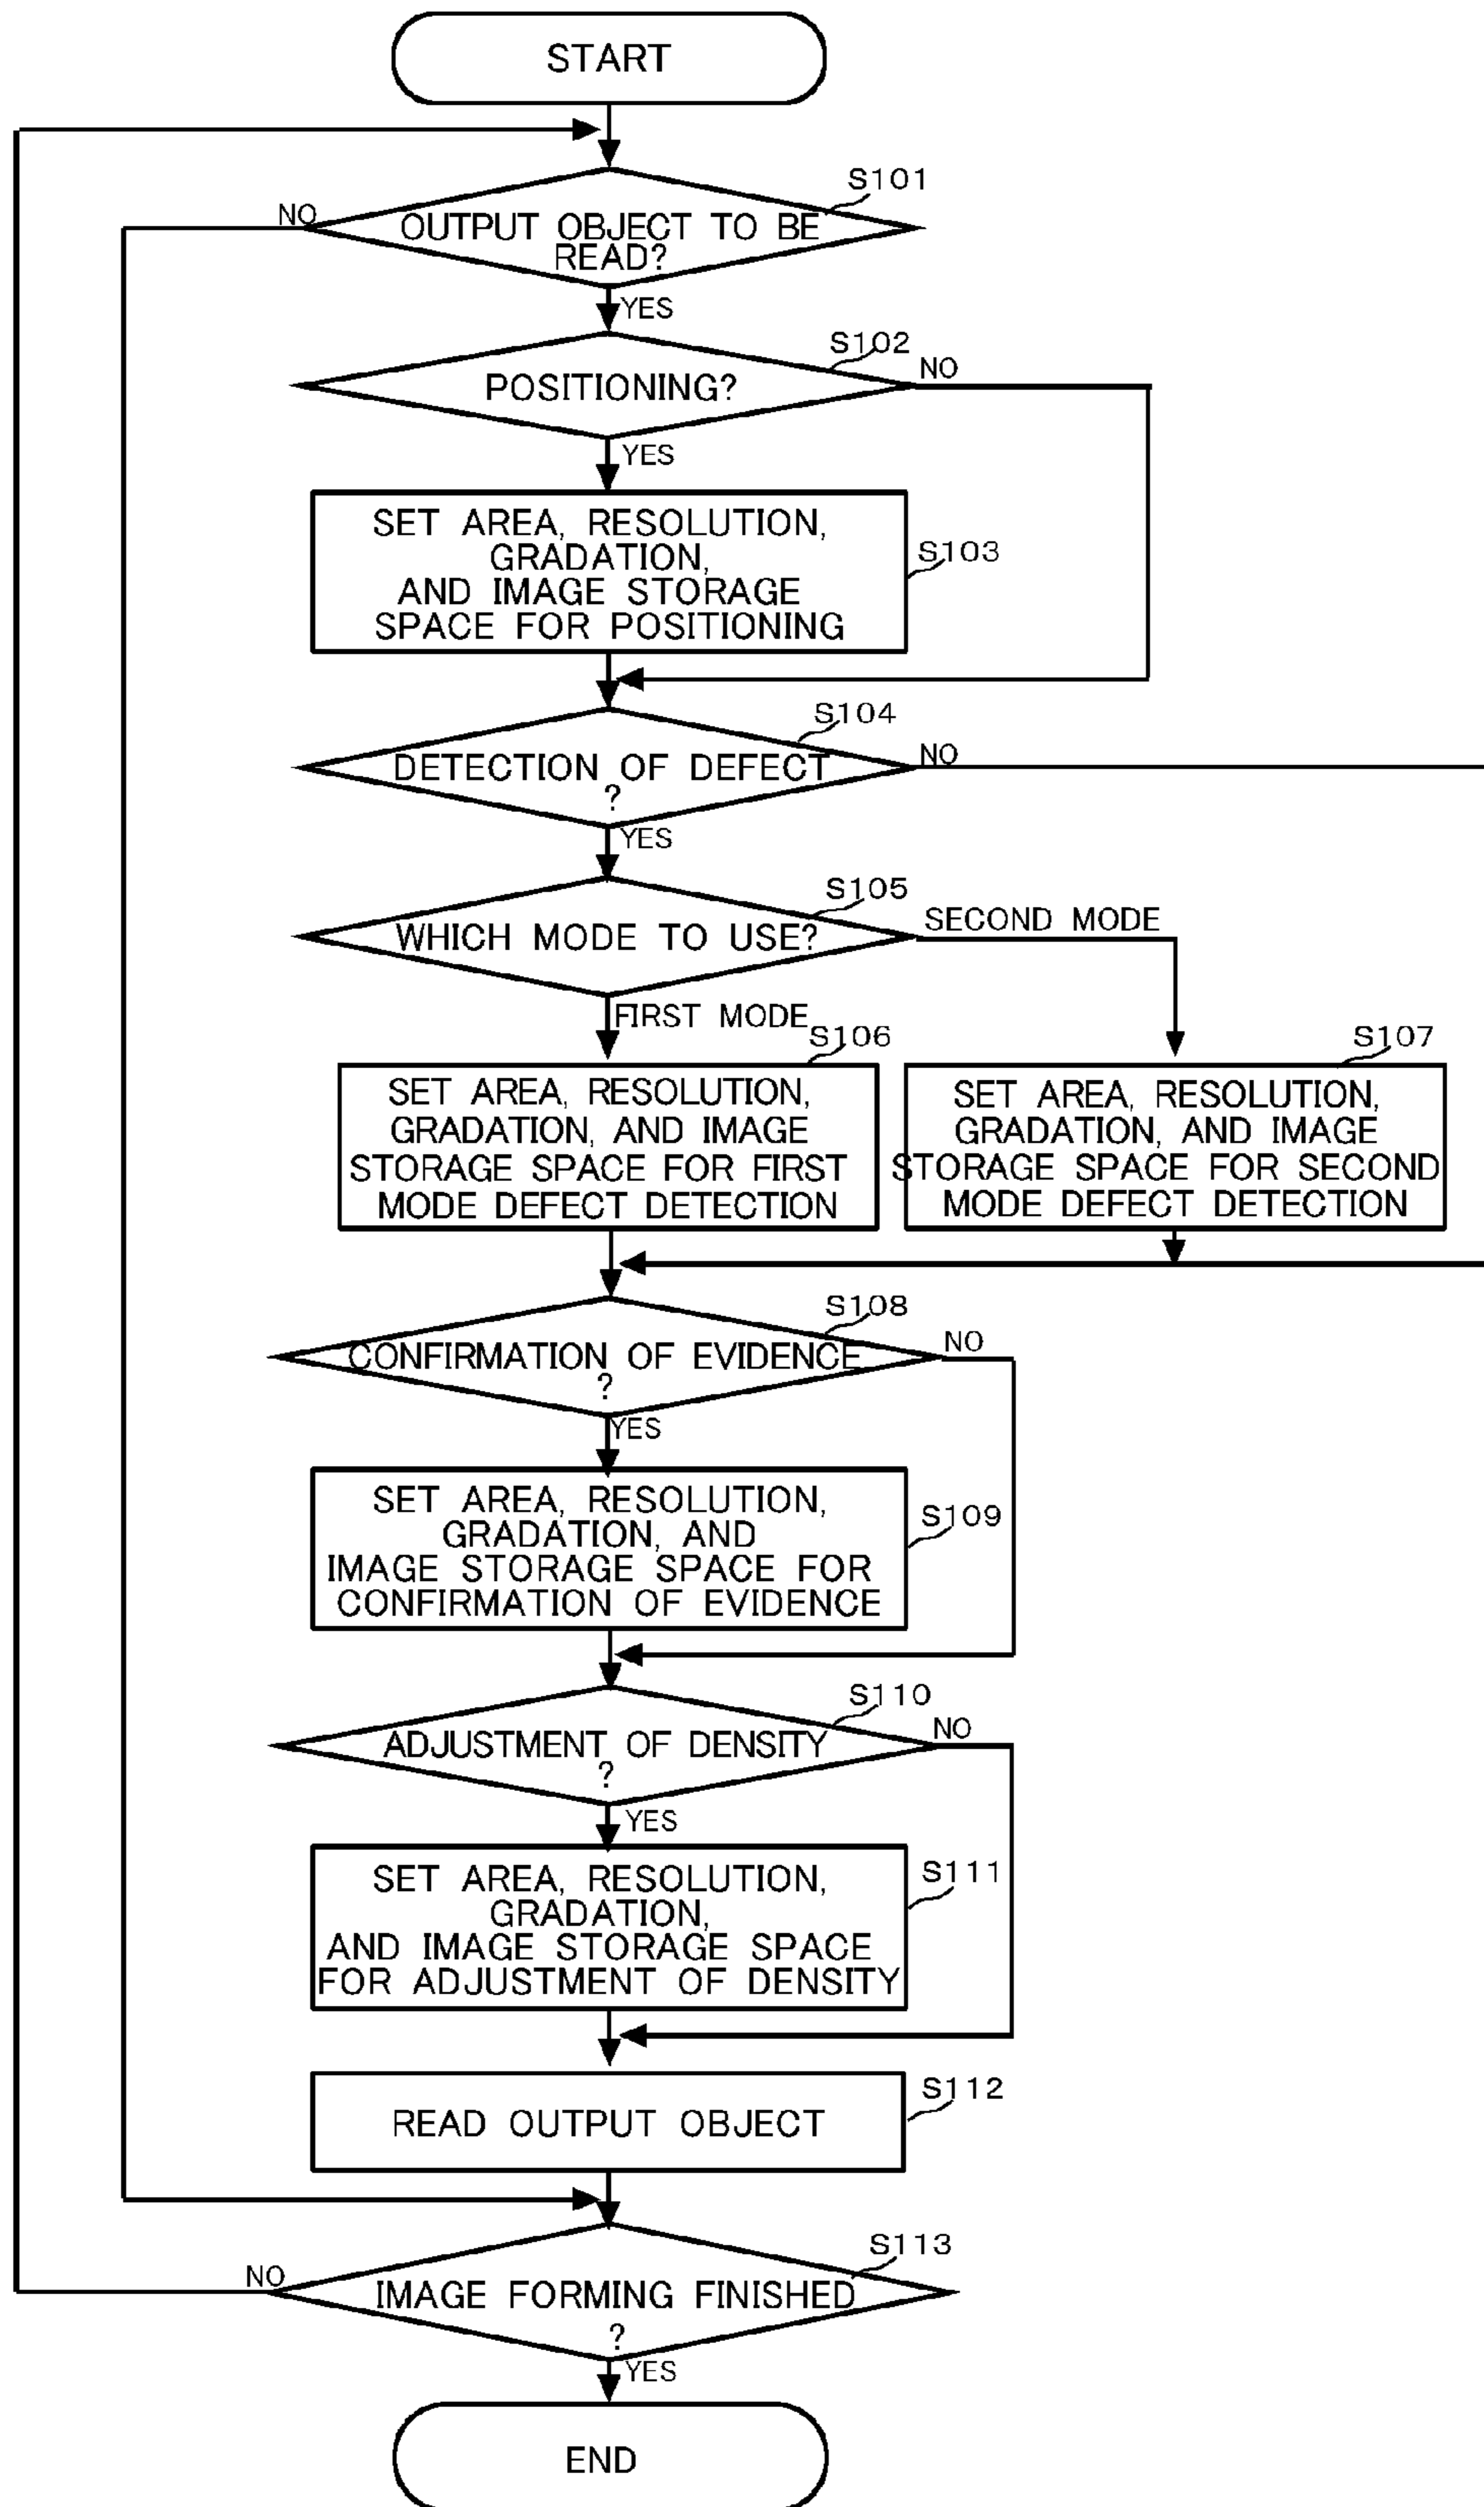 START
S101
NO
OUTPUT OBJECT TO BE
READ?
YES
S102
NO
POSITIONING?
YES
SET AREA, RESOLUTION,
GRADATION,
AND IMAGE STORAGE
SPACE FOR POSITIONING
S103
S104
NO
DETECTION OF DEFECT
?
YES
S105
SECOND MODE
WHICH MODE TO USE?
FIRST MODE
S106
SET AREA, RESOLUTION,
GRADATION, AND IMAGE
STORAGE SPACE FOR FIRST
MODE DEFECT DETECTION
S107
SET AREA, RESOLUTION,
GRADATION, AND IMAGE
STORAGE SPACE FOR SECOND
MODE DEFECT DETECTION
S108
NO
CONFIRMATION OF EVIDENCE
?
YES
SET AREA, RESOLUTION,
GRADATION, AND
IMAGE STORAGE SPACE FOR
CONFIRMATION OF EVIDENCE
S109
S110
NO
ADJUSTMENT OF DENSITY
?
YES
SET AREA, RESOLUTION,
GRADATION,
AND IMAGE STORAGE SPACE
FOR ADJUSTMENT OF DENSITY
S111
S112
READ OUTPUT OBJECT
S113
NO
IMAGE FORMING FINISHED
?
YES
END